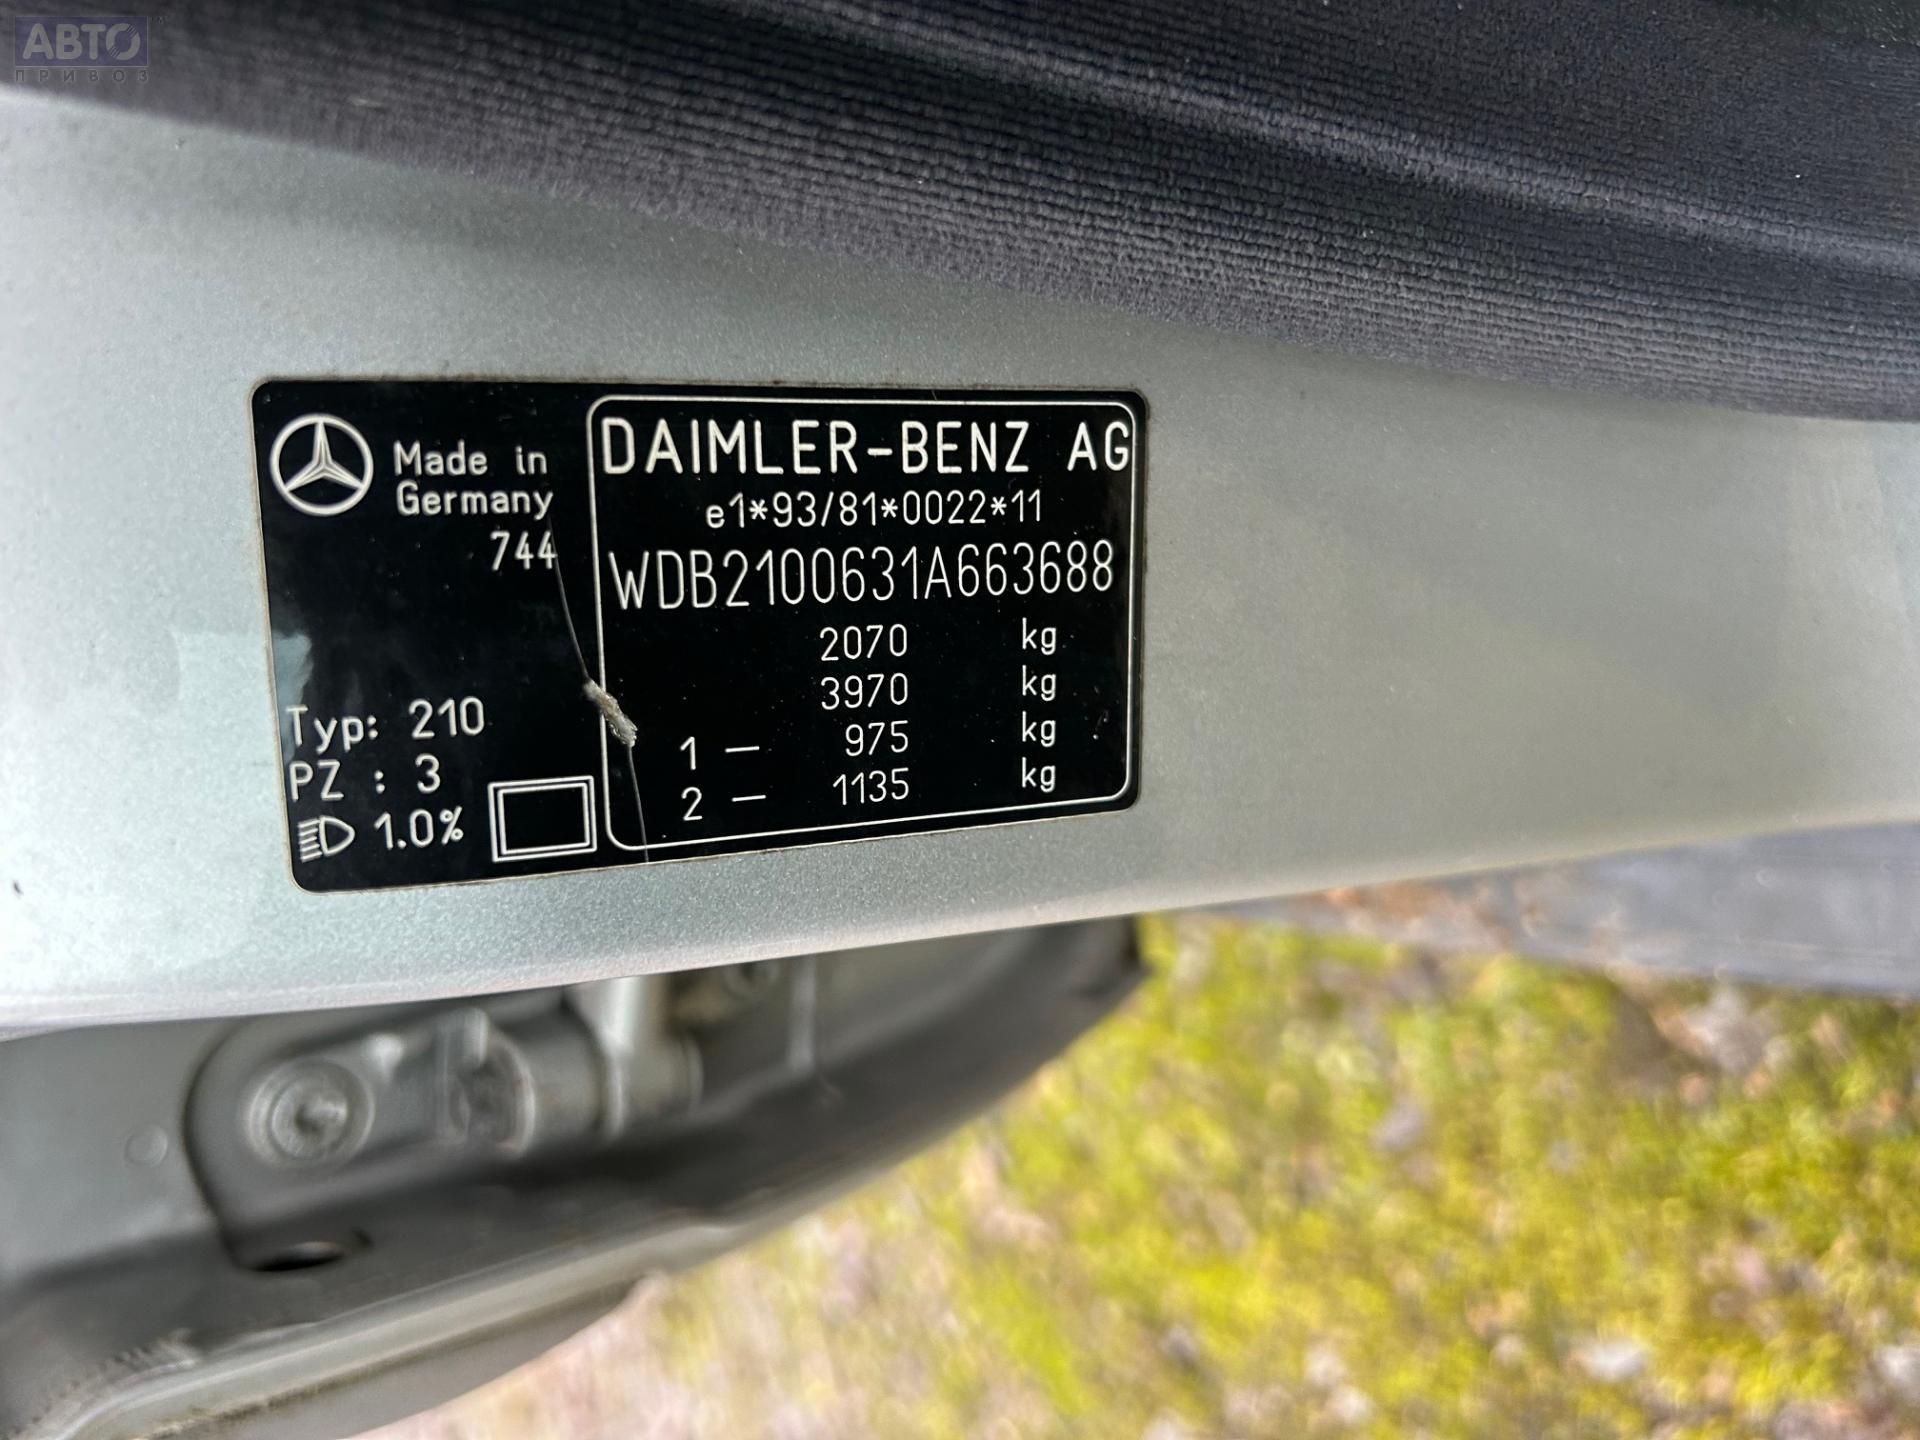 АВТО
ПРИВОЗ
Made in
Germany
744
Typ: 210
PZ : 3
1.0%
DAIMLER-BENZ AG
e1*93/81*0022*11
WDB2100631A663688
2070 kg
3970 kg
1 — 975 kg
2 — 1135 kg